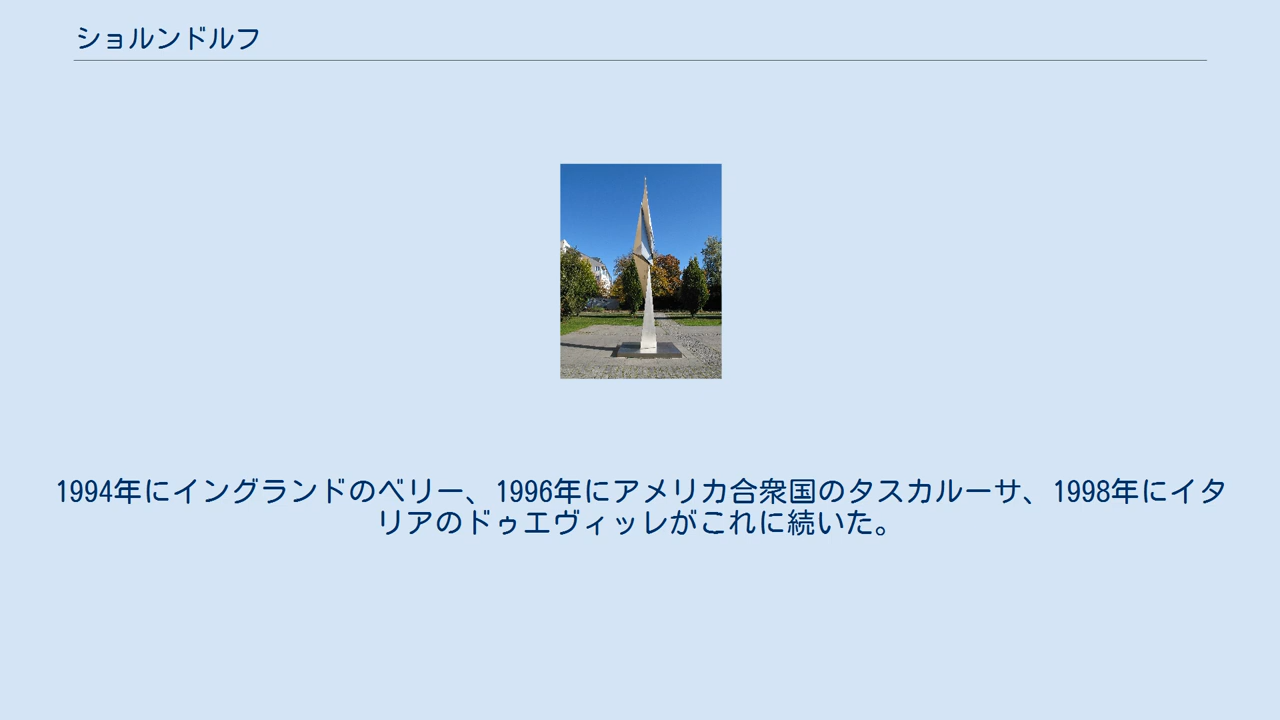 ショルンドルフ
1994年にイングランドのベリー、1996年にアメリカ合衆国のタスカルーサ、1998年にイタ
リアのドゥエヴィッレがこれに続いた。